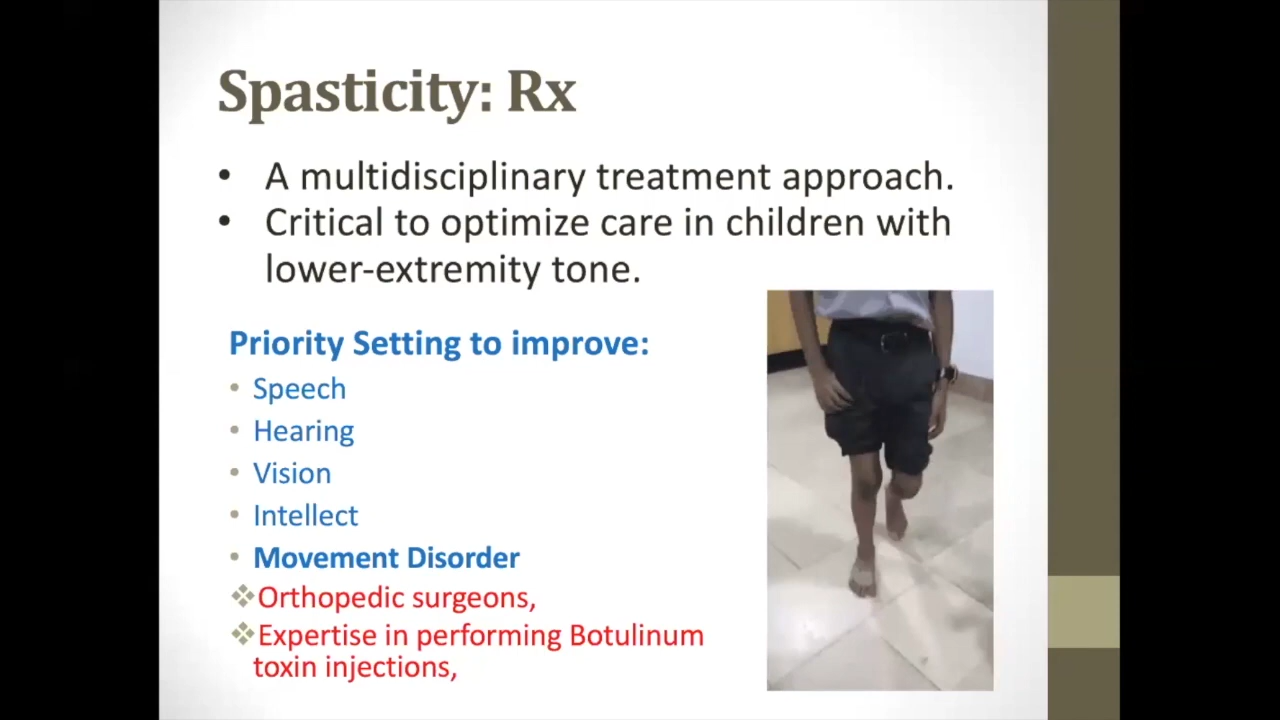 Spasticity: Rx
• A multidisciplinary treatment approach.
• Critical to optimize care in children with
lower-extremity tone.
Priority Setting to improve:
• Speech
• Hearing
• Vision
• Intellect
• Movement Disorder
❖Orthopedic surgeons,
❖Expertise in performing Botulinum
toxin injections,